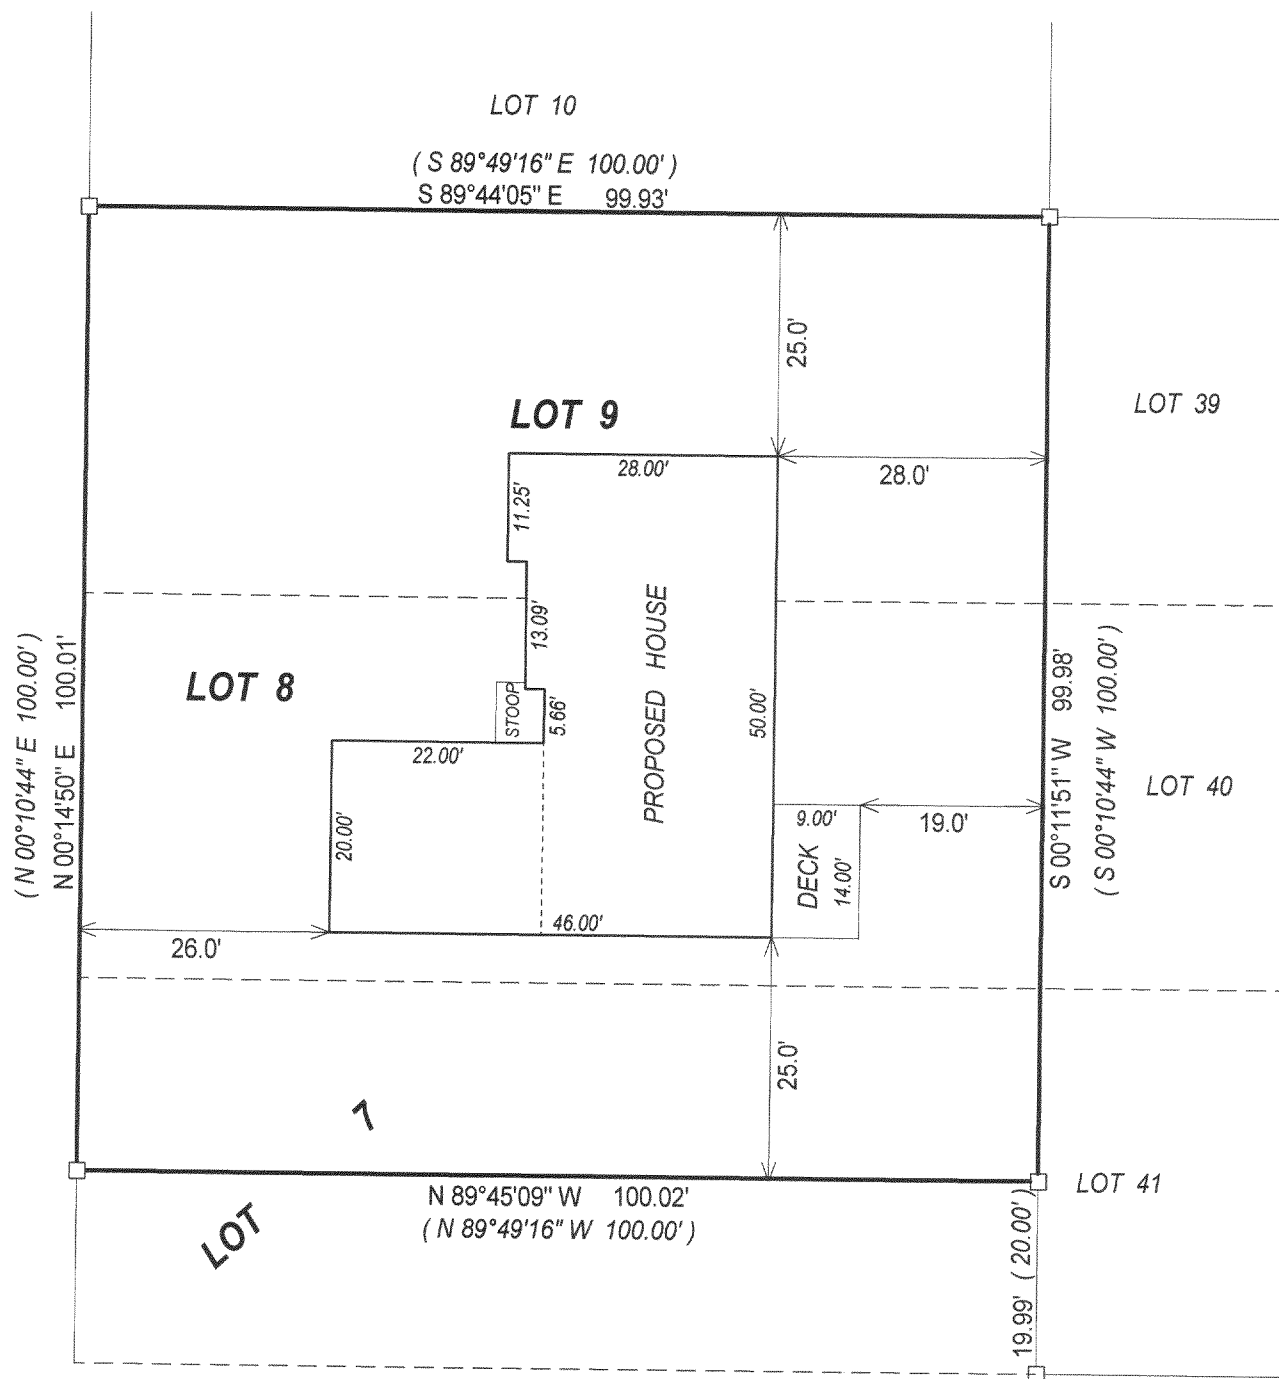 LOT 10
( S 89°49'16" E 100.00' )
S 89°44'05" E 99.93'
25.0'
LOT 39
LOT 9
28.00'
28.0'
11.25'
13.09'
PROPOSED HOUSE
( N 00°10'44" E 100.00' )
N 00°14'50" E 100.01'
LOT 8
STOOP
5.66'
50.00'
S 00°11'51" W 99.98'
( S 00°10'44" W 100.00' )
22.00'
LOT 40
20.00'
9.00'
19.0'
DECK
14.00'
46.00'
26.0'
25.0'
LOT 7
N 89°45'09" W 100.02'
( N 89°49'16" W 100.00' )
LOT 41
19.99' ( 20.00' )